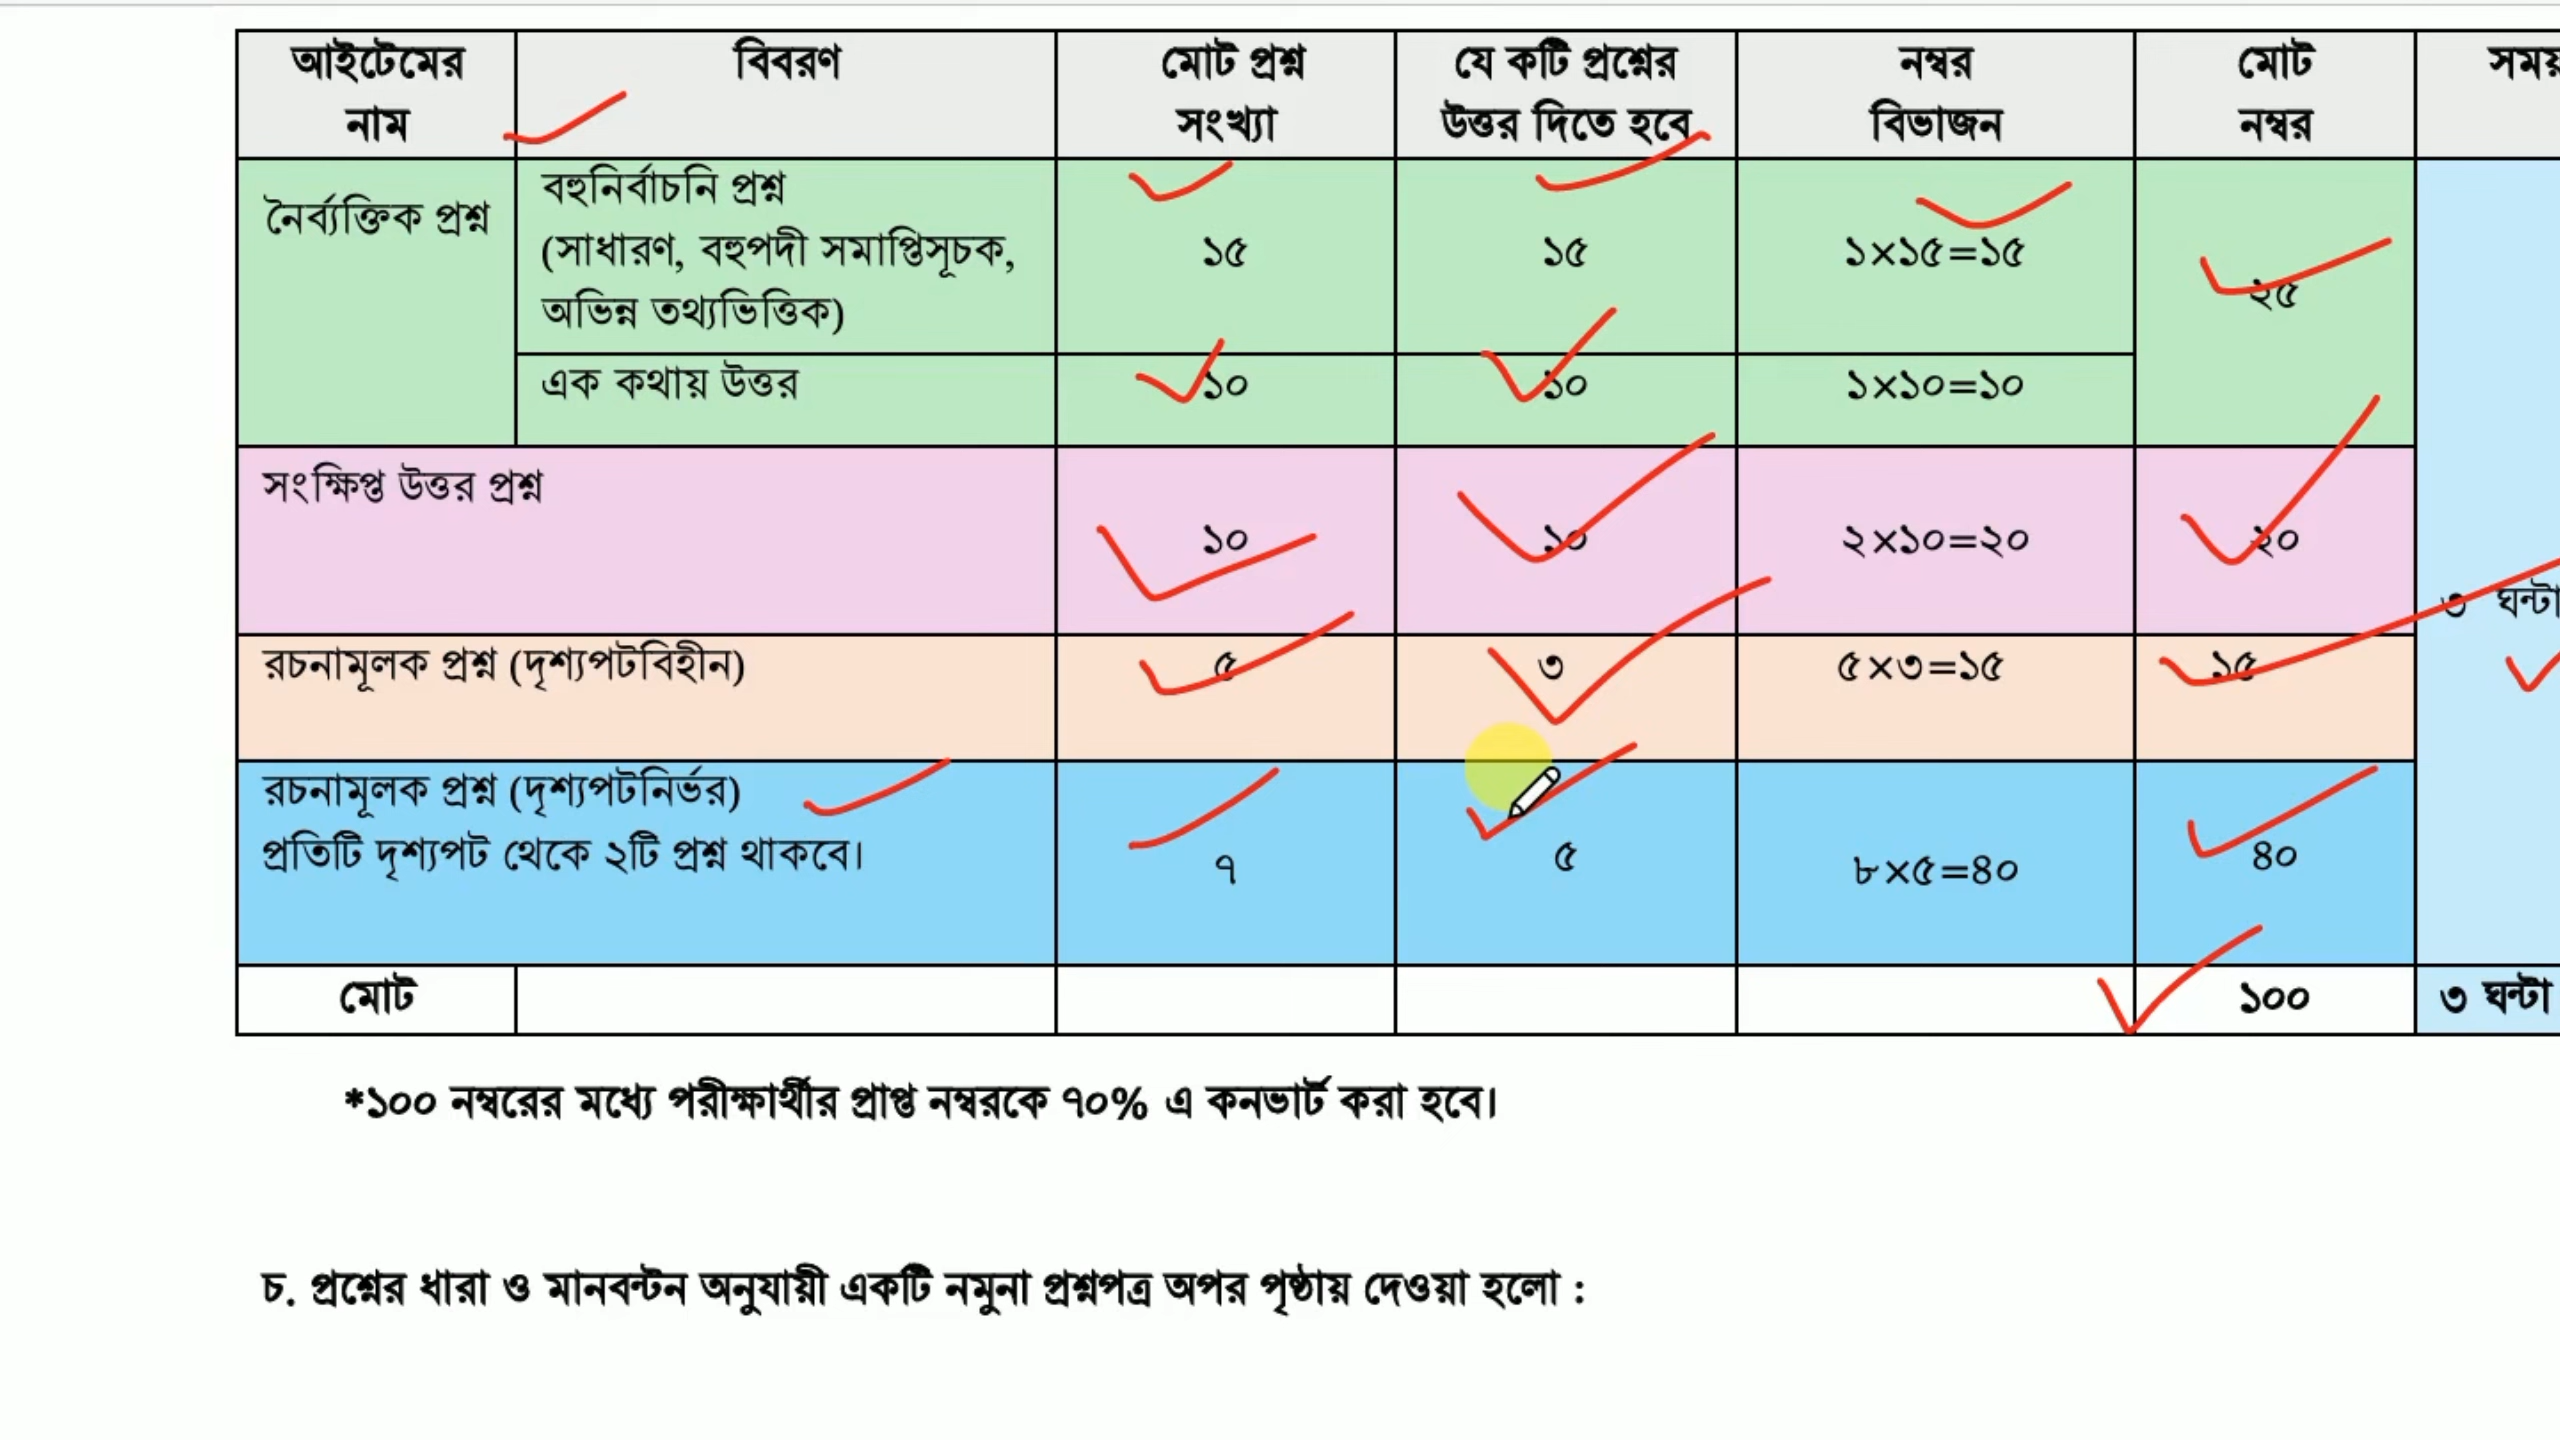 আইটেমের নাম	বিবরণ	মোট প্রশ্ন সংখ্যা	যে কটি প্রশ্নের উত্তর দিতে হবে	নম্বর বিভাজন	মোট নম্বর	সময়
নৈর্ব্যক্তিক প্রশ্ন
বহুনির্বাচনি প্রশ্ন
(সাধারণ, বহুপদী সমাপ্তিসূচক,
অভিন্ন তথ্যভিত্তিক)
১৫	১৫	১×১৫=১৫	২৫
এক কথায় উত্তর	১০	১০	১×১০=১০
সংক্ষিপ্ত উত্তর প্রশ্ন	১০	১০	২×১০=২০	২০
৩ ঘন্টা
রচনামূলক প্রশ্ন (দৃশ্যপটবিহীন)	৫	৩	৫×৩=১৫	১৫
রচনামূলক প্রশ্ন (দৃশ্যপটনির্ভর)
প্রতিটি দৃশ্যপট থেকে ২টি প্রশ্ন থাকবে।	৭	৫	৮×৫=৪০	৪০
মোট	১০০	৩ ঘন্টা
*১০০ নম্বরের মধ্যে পরীক্ষার্থীর প্রাপ্ত নম্বরকে ৭০% এ কনভার্ট করা হবে।
চ. প্রশ্নের ধারা ও মানবন্টন অনুযায়ী একটি নমুনা প্রশ্নপত্র অপর পৃষ্ঠায় দেওয়া হলো :